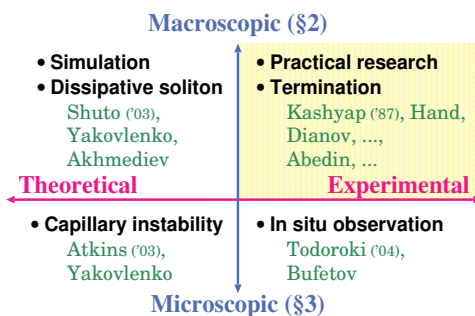 Macroscopic (§2)
• Simulation
• Dissipative soliton
Shuto ('03),
Yakovlenko,
Akhmediev
• Practical research
• Termination
Kashyap ('87), Hand,
Dianov, ...,
Abedin, ...
Theoretical
Experimental
• Capillary instability
Atkins ('03),
Yakovlenko
• In situ observation
Todoroki ('04),
Bufetov
Microscopic (§3)